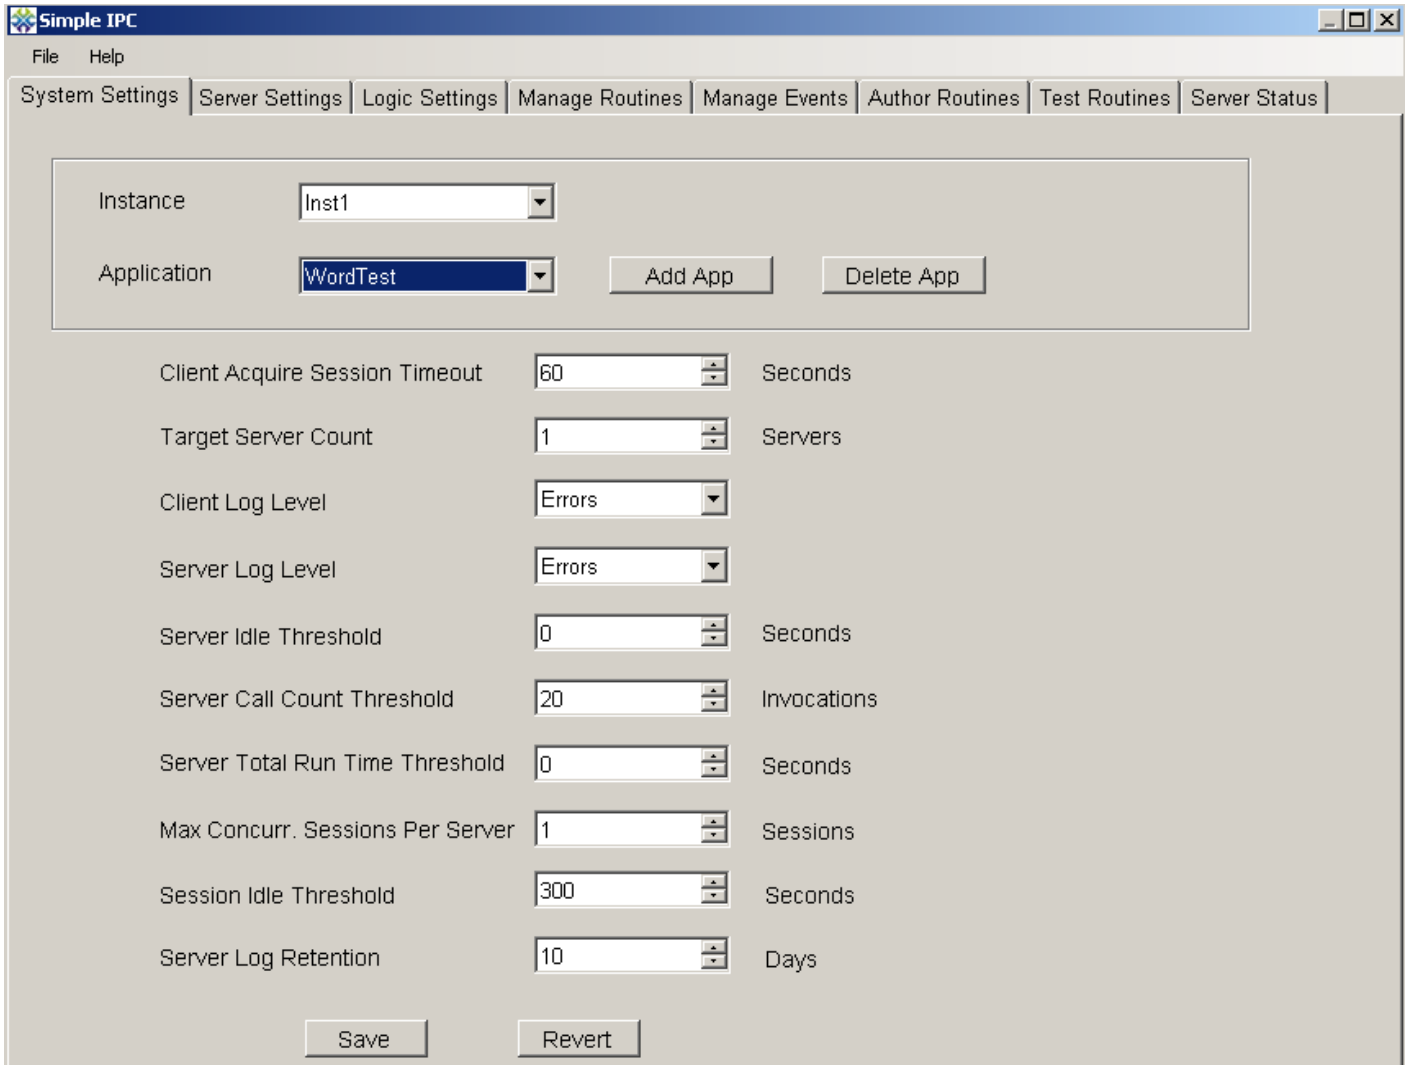 Simple IPC
File Help
System Settings Server Settings Logic Settings Manage Routines Manage Events Author Routines Test Routines Server Status
Instance Inst1
Application WordTest Add App Delete App
Client Acquire Session Timeout 60 Seconds
Target Server Count 1 Servers
Client Log Level Errors
Server Log Level Errors
Server Idle Threshold 0 Seconds
Server Call Count Threshold 20 Invocations
Server Total Run Time Threshold 0 Seconds
Max Concurr. Sessions Per Server 1 Sessions
Session Idle Threshold 300 Seconds
Server Log Retention 10 Days
Save Revert